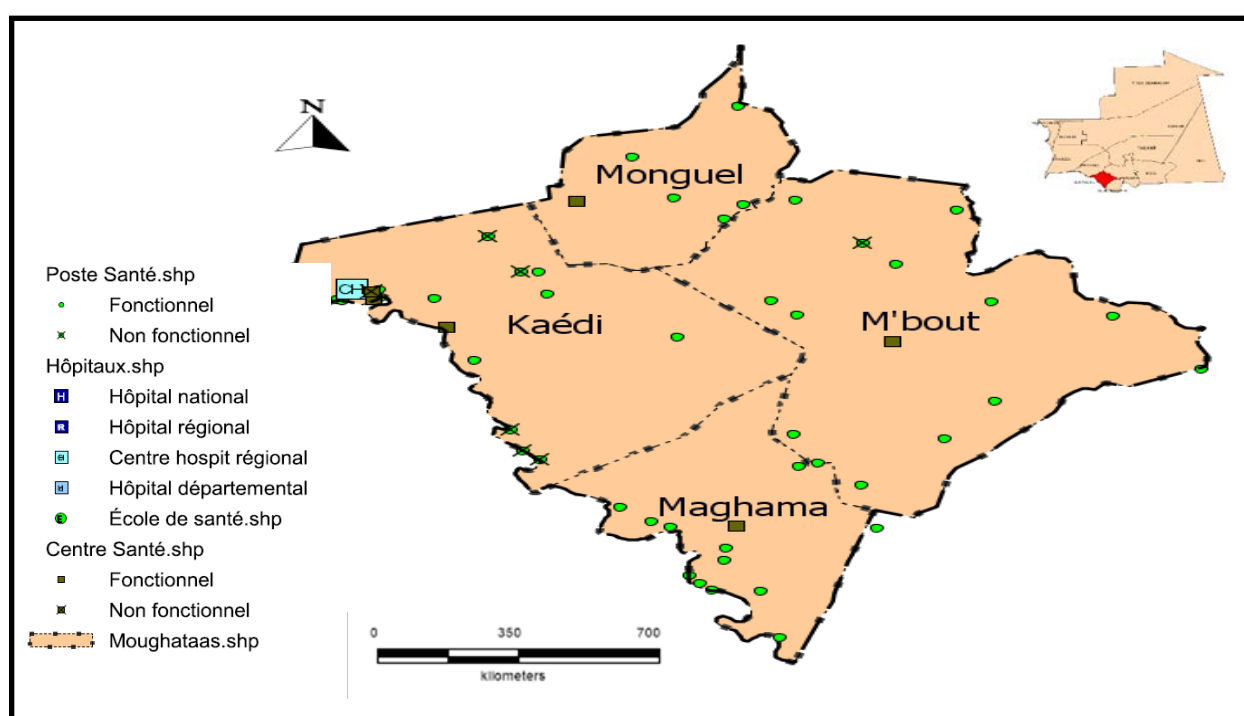 N
Monguel
Kaédi
M'bout
Maghama
CH
Poste Santé.shp
Fonctionnel
Non fonctionnel
Hôpitaux.shp
H
Hôpital national
R
Hôpital régional
Centre hospit régional
Hôpital départemental
École de santé.shp
Centre Santé.shp
Fonctionnel
Non fonctionnel
Moughataas.shp
0 350 700
kilometers